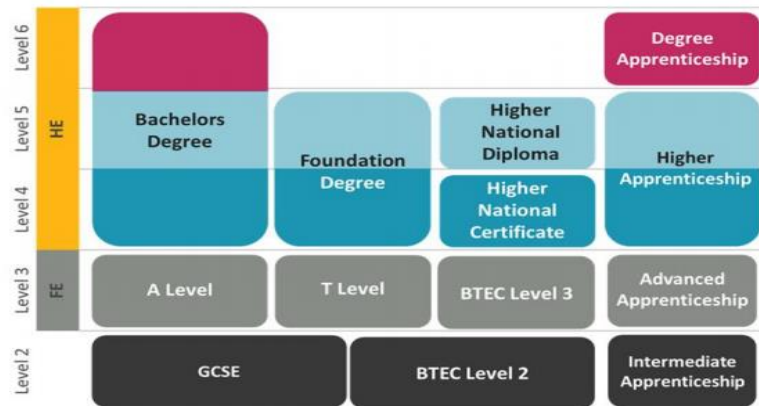 Level 6
Degree
Apprenticeship
HE
Level 5
Bachelors
Degree
Foundation
Degree
Higher
National
Diploma
Higher
Apprenticeship
Level 4
Higher
National
Certificate
FE
Level 3
A Level
T Level
BTEC Level 3
Advanced
Apprenticeship
Level 2
GCSE
BTEC Level 2
Intermediate
Apprenticeship